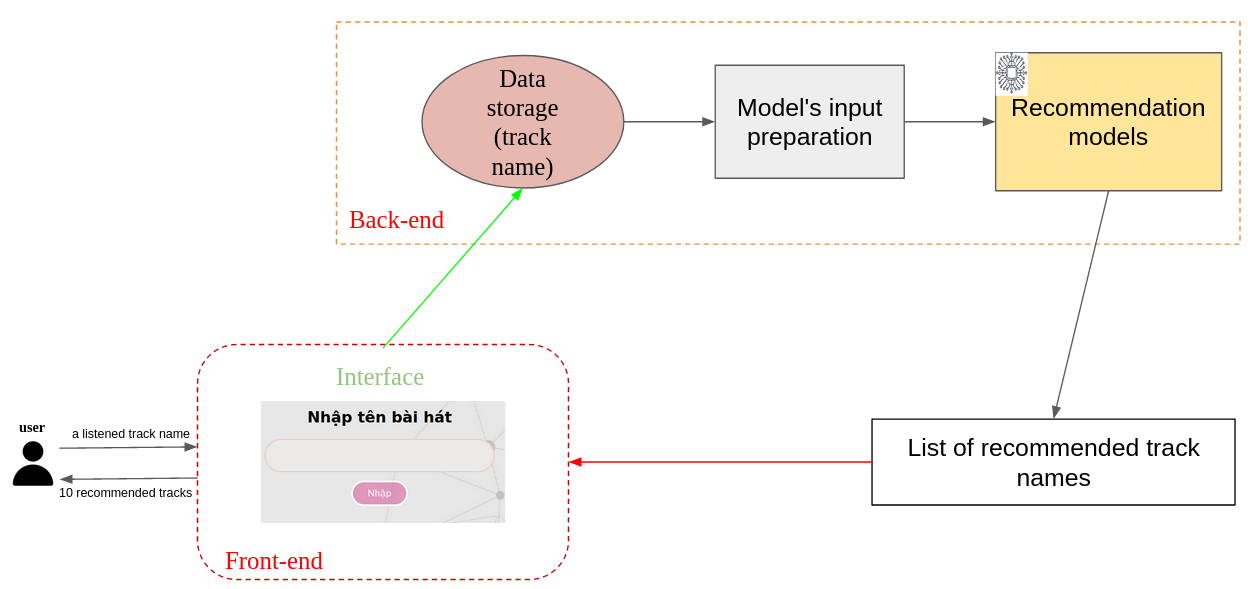 Data
storage
(track
name)
Model's input
preparation
Recommendation
models
Back-end
Interface
Nhập tên bài hát
Nhập
Front-end
user
a listened track name
10 recommended tracks
List of recommended track
names